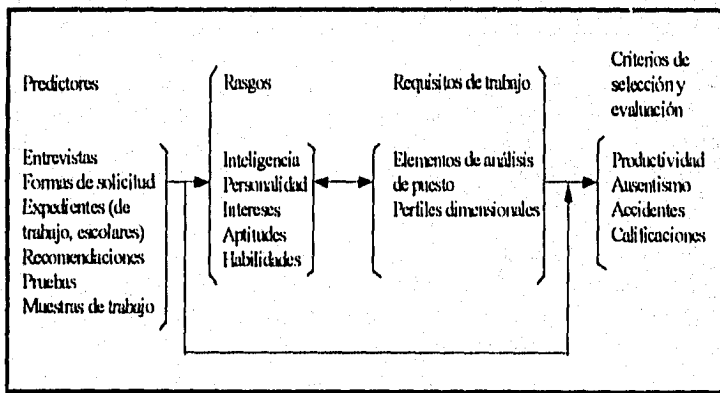 Predictores
Entrevistas
Formas de solicitud
Expedientes (de
trabajo, escolares)
Recomendaciones
Pruebas
Muestras de trabajo
Rasgos
Inteligencia
Personalidad
Intereses
Aptitudes
Habilidades
Requisitos de trabajo
Elementos de análisis
de puesto
Perfiles dimensionales
Criterios de
selección y
evaluación
Productividad
Ausentismo
Accidentes
Calificaciones